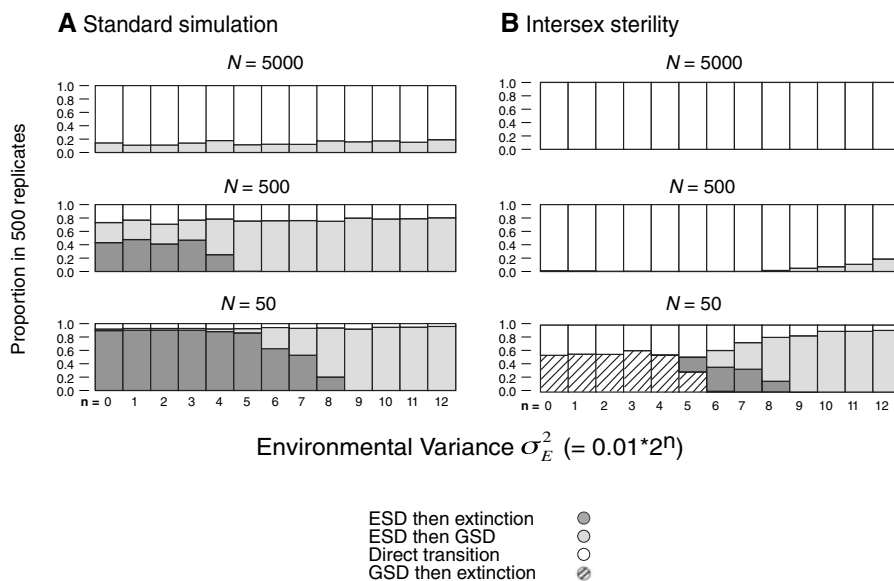 A Standard simulation
N = 5000
1.0
0.8
0.6
0.4
0.2
0.0
N = 500
1.0
0.8
0.6
0.4
0.2
0.0
N = 50
1.0
0.8
0.6
0.4
0.2
0.0
n = 0 1 2 3 4 5 6 7 8 9 10 11 12
Proportion in 500 replicates
B Intersex sterility
N = 5000
1.0
0.8
0.6
0.4
0.2
0.0
N = 500
1.0
0.8
0.6
0.4
0.2
0.0
N = 50
1.0
0.8
0.6
0.4
0.2
0.0
n = 0 1 2 3 4 5 6 7 8 9 10 11 12
Environmental Variance σ_E^2 (= 0.01*2^n)
ESD then extinction
ESD then GSD
Direct transition
GSD then extinction